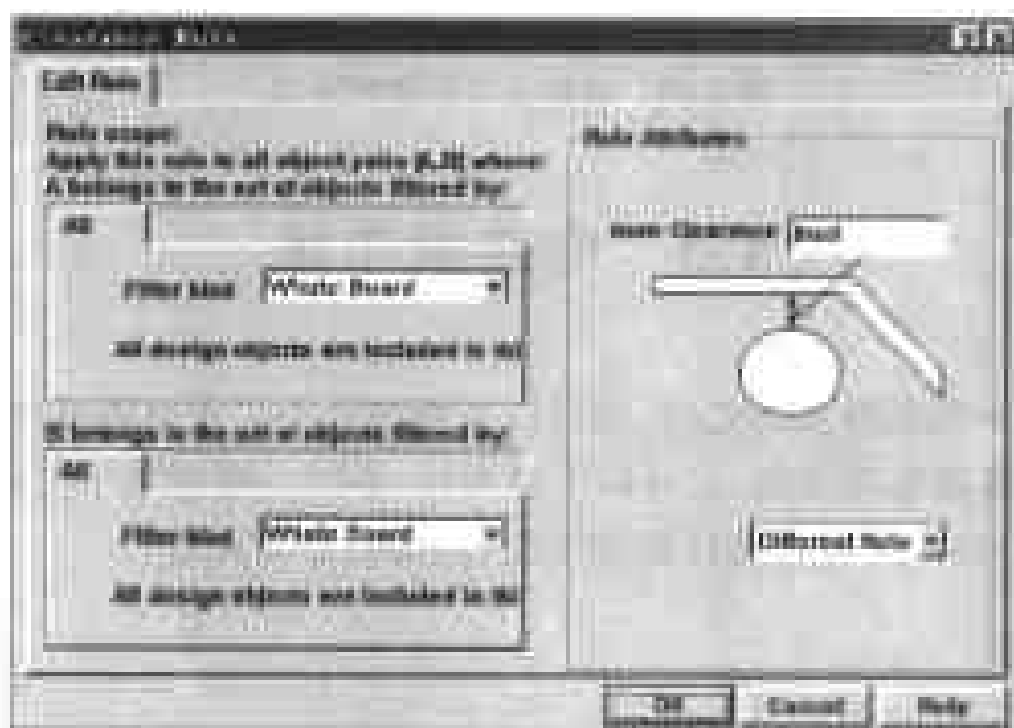 Edit Rule
Rule scope:
Apply this rule to all object pairs (A,B) where:
A belongs to the set of objects filtered by:
All
Filter kind Whole Board
All design objects are included in
B belongs to the set of objects filtered by:
All
Filter kind Whole Board
All design objects are included in
Rule Attributes
Clearance
Different Nets
OK Cancel Help